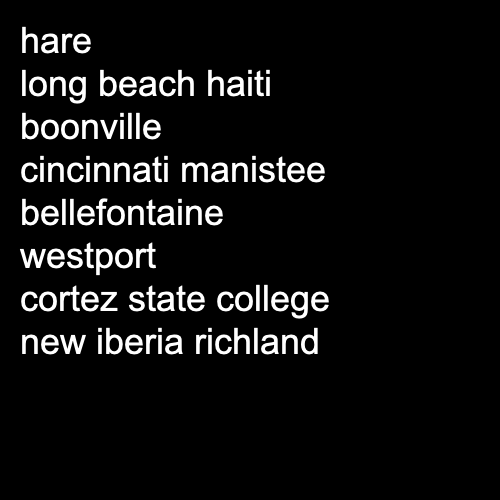 hare
long beach haiti
boonville
cincinnati manistee
bellefontaine
westport
cortez state college
new iberia richland